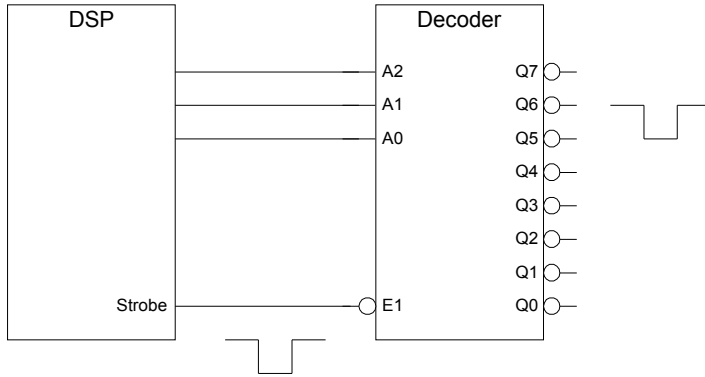 DSP
Decoder
A2
Q7
A1
Q6
A0
Q5
Q4
Q3
Q2
Q1
Strobe
E1
Q0